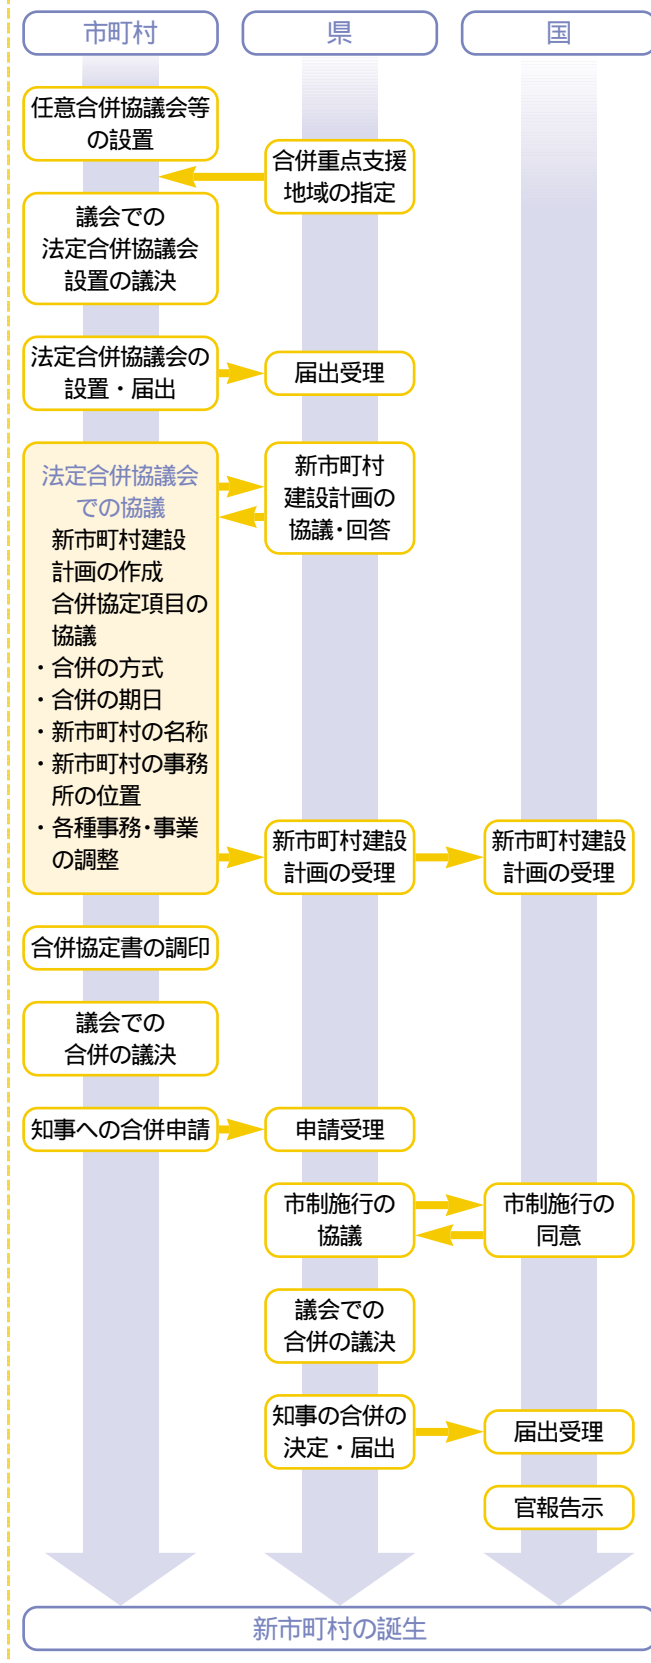 市町村
県
国
任意合併協議会等
の設置
合併重点支援
地域の指定
議会での
法定合併協議会
設置の議決
法定合併協議会の
設置・届出
届出受理
法定合併協議会
での協議
新市町村建設
計画の作成
合併協定項目の
協議
・合併の方式
・合併の期日
・新市町村の名称
・新市町村の事務
所の位置
・各種事務・事業
の調整
新市町村
建設計画の
協議・回答
新市町村建設
計画の受理
新市町村建設
計画の受理
合併協定書の調印
議会での
合併の議決
知事への合併申請
申請受理
市制施行の
協議
市制施行の
同意
議会での
合併の議決
知事の合併の
決定・届出
届出受理
官報告示
新市町村の誕生